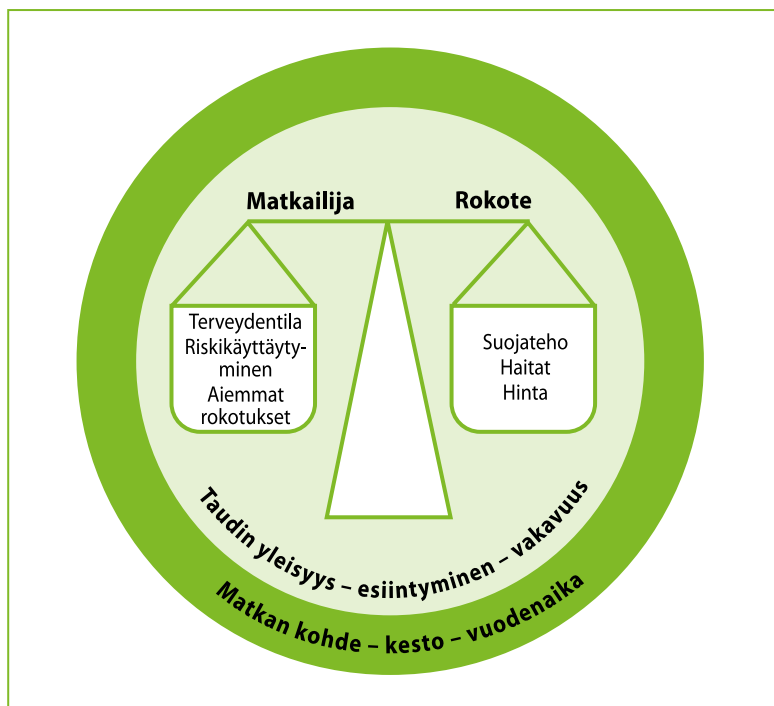 Matkailija
Rokote
Terveydentila
Riskikäyttäyty-
minen
Aiemmat
rokotukset
Suojateho
Haitat
Hinta
Taudin yleisyys – esiintyminen – vakavuus
Matkan kohde – kesto – vuodenaika